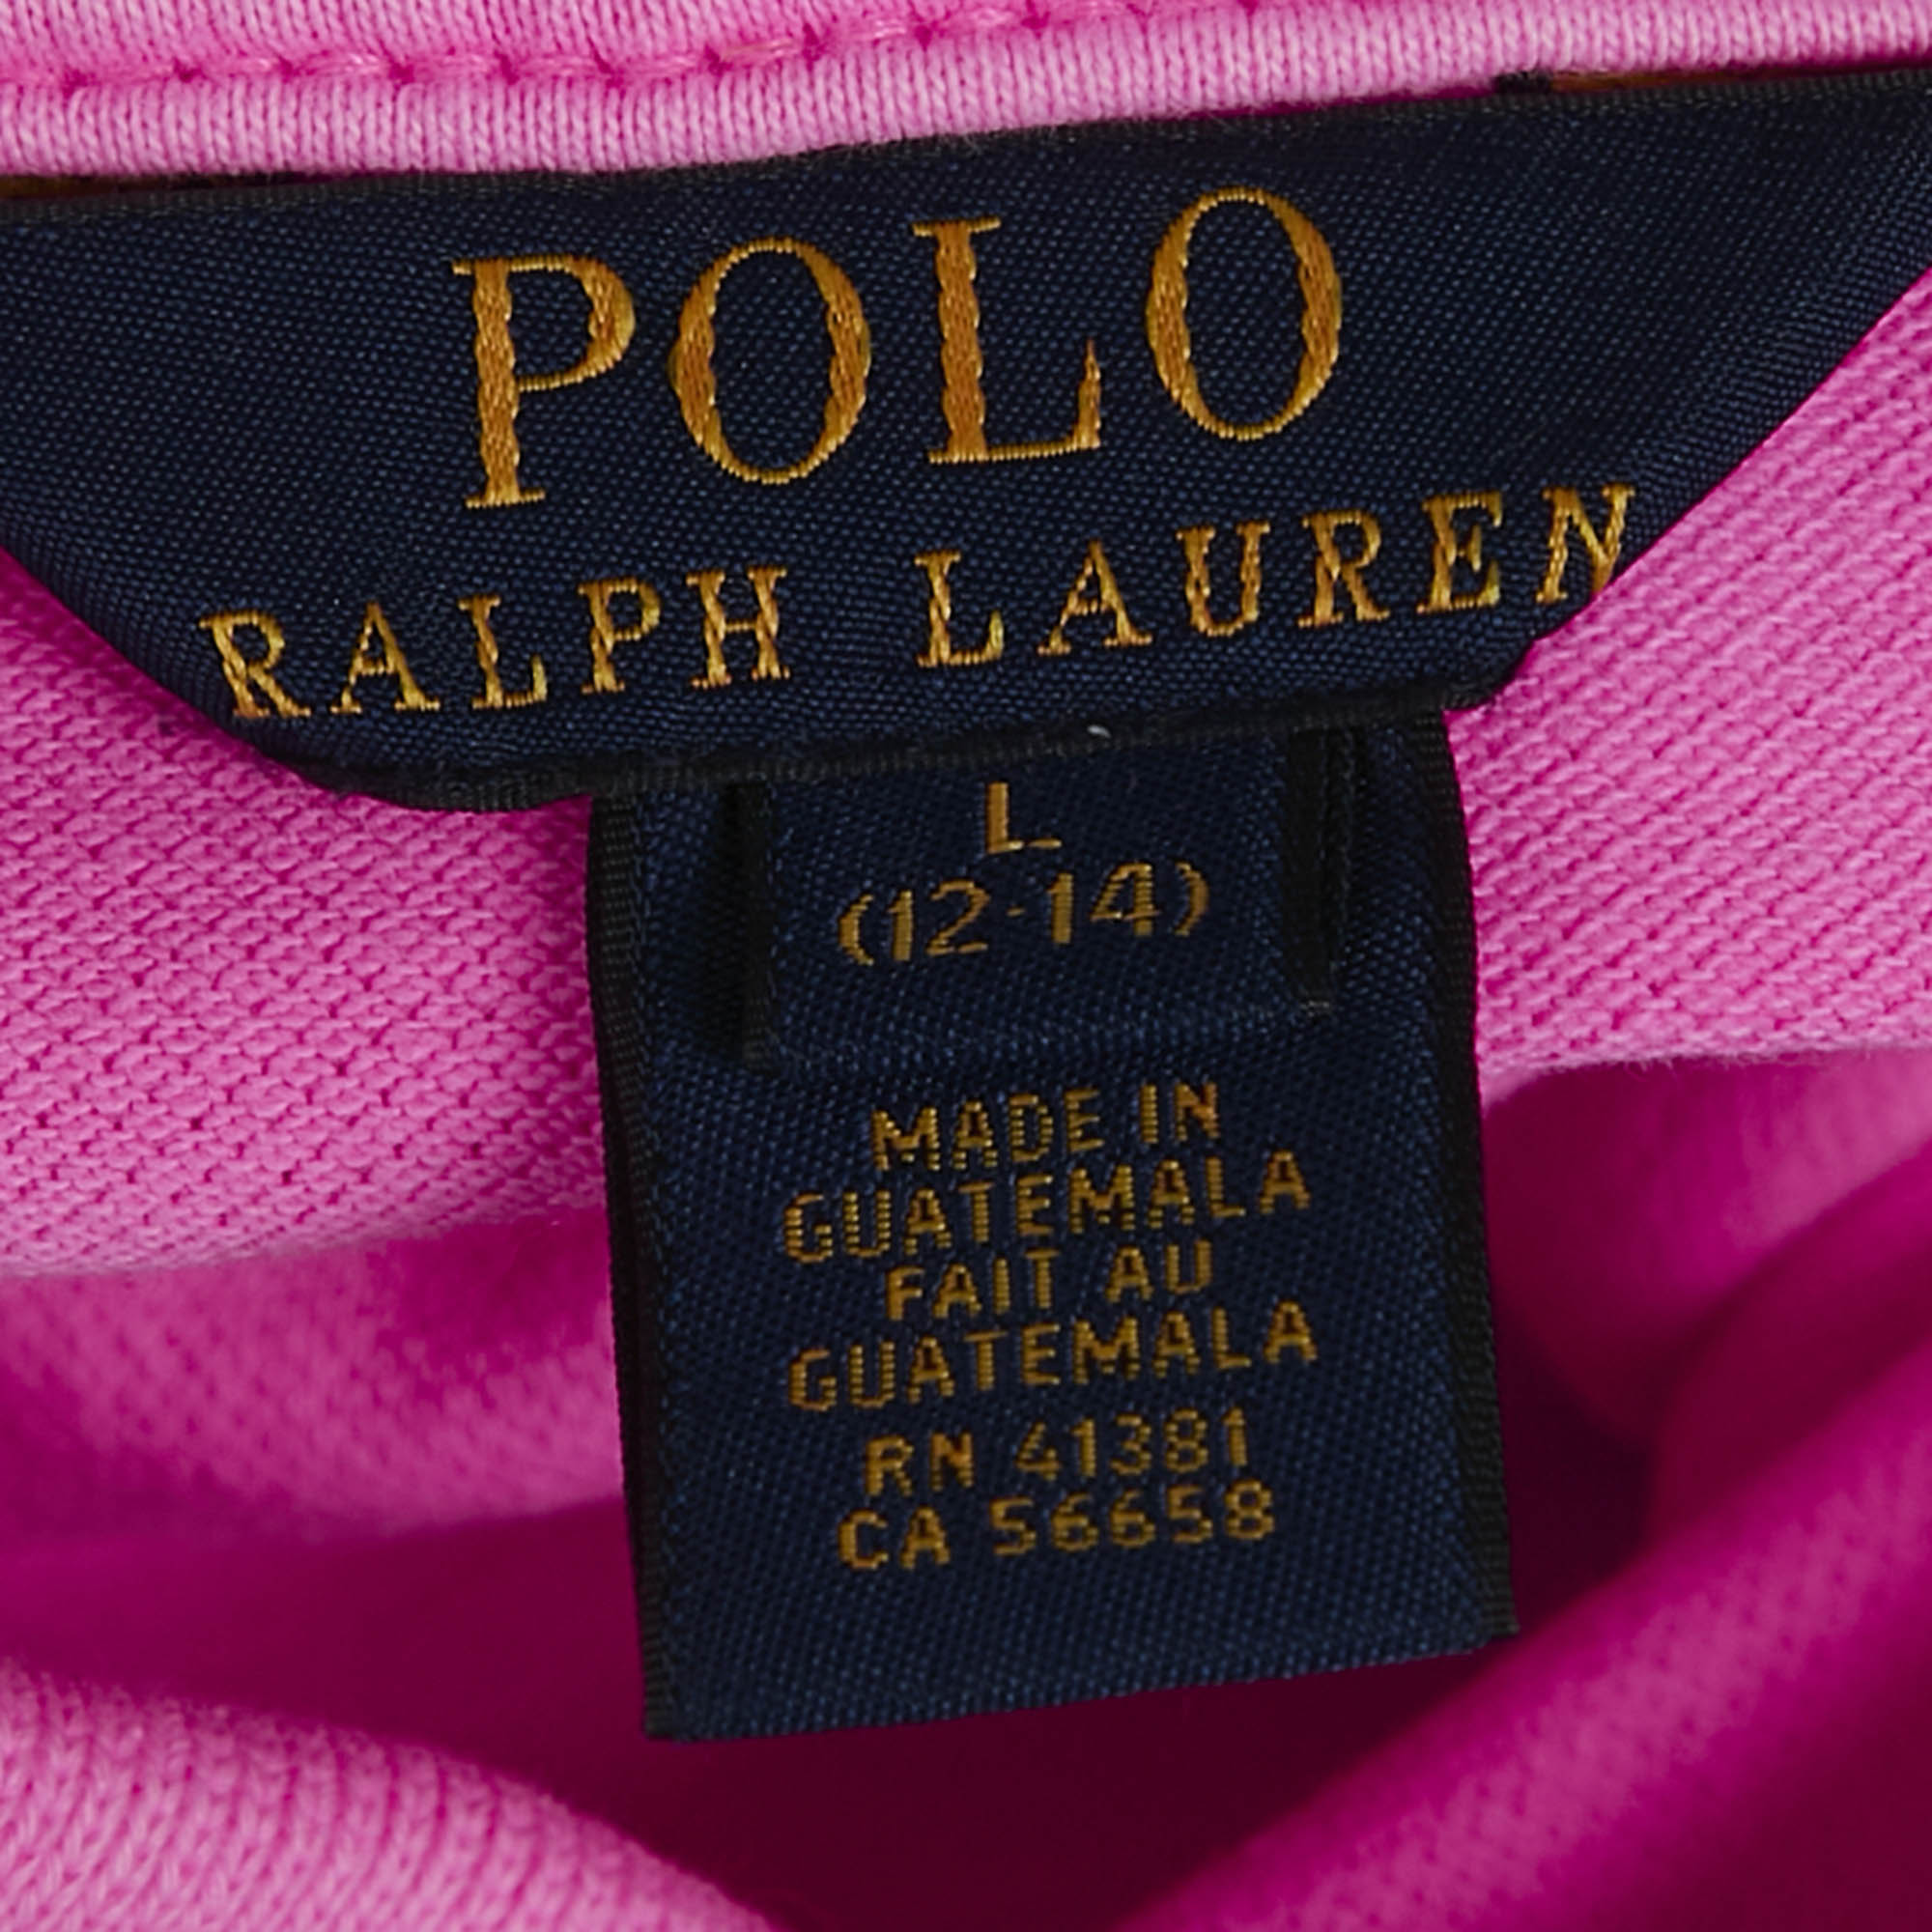 POLO
RALPH LAUREN
L
(12-14)
MADE IN
GUATEMALA
FAIT AU
GUATEMALA
RN 41381
CA 56658